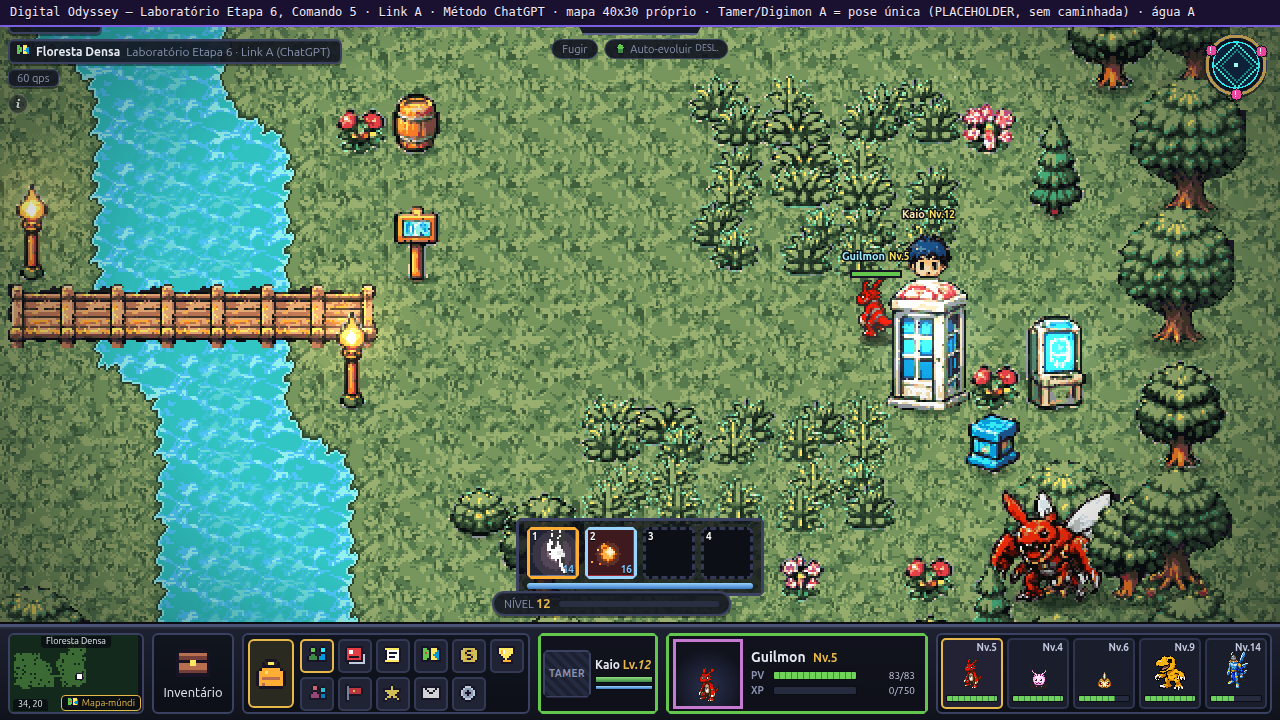 Digital Odyssey — Laboratório Etapa 6, Comando 5 · Link A · Método ChatGPT · mapa 40x30 próprio · Tamer/Digimon A = pose única (PLACEHOLDER, sem caminhada) · água A
Floresta Densa Laboratório Etapa 6 · Link A (ChatGPT)
Fugir
Auto-evoluir DESL.
60 qps
i
Kaio Nv.12
Guilmon Nv.5
1
14
2
16
3
4
NÍVEL 12
Floresta Densa
34, 20
Mapa-múndi
Inventário
TAMER
Kaio Lv.12
Guilmon Nv.5
PV 83/83
XP 0/750
Nv.5
Nv.4
Nv.6
Nv.9
Nv.14